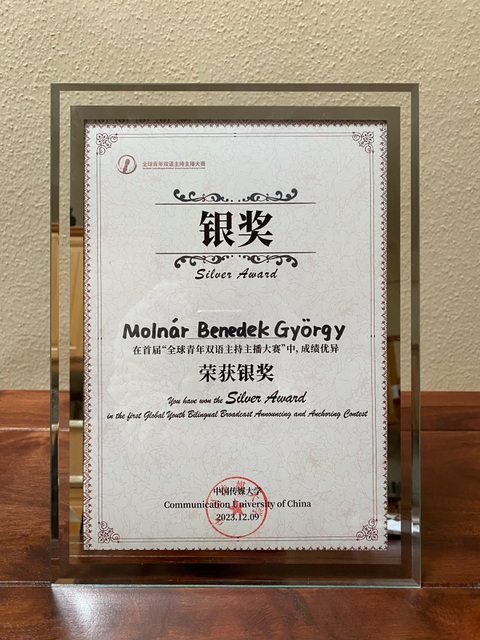 全球青年双语主持主播大赛
银奖
Silver Award
Molnár Benedek György
在首届“全球青年双语主持主播大赛”中，成绩优异
荣获银奖
You have won the Silver Award
in the first Global Youth Bilingual Broadcast Announcing and Anchoring Contest
中国传媒大学
Communication University of China
2023.12.09